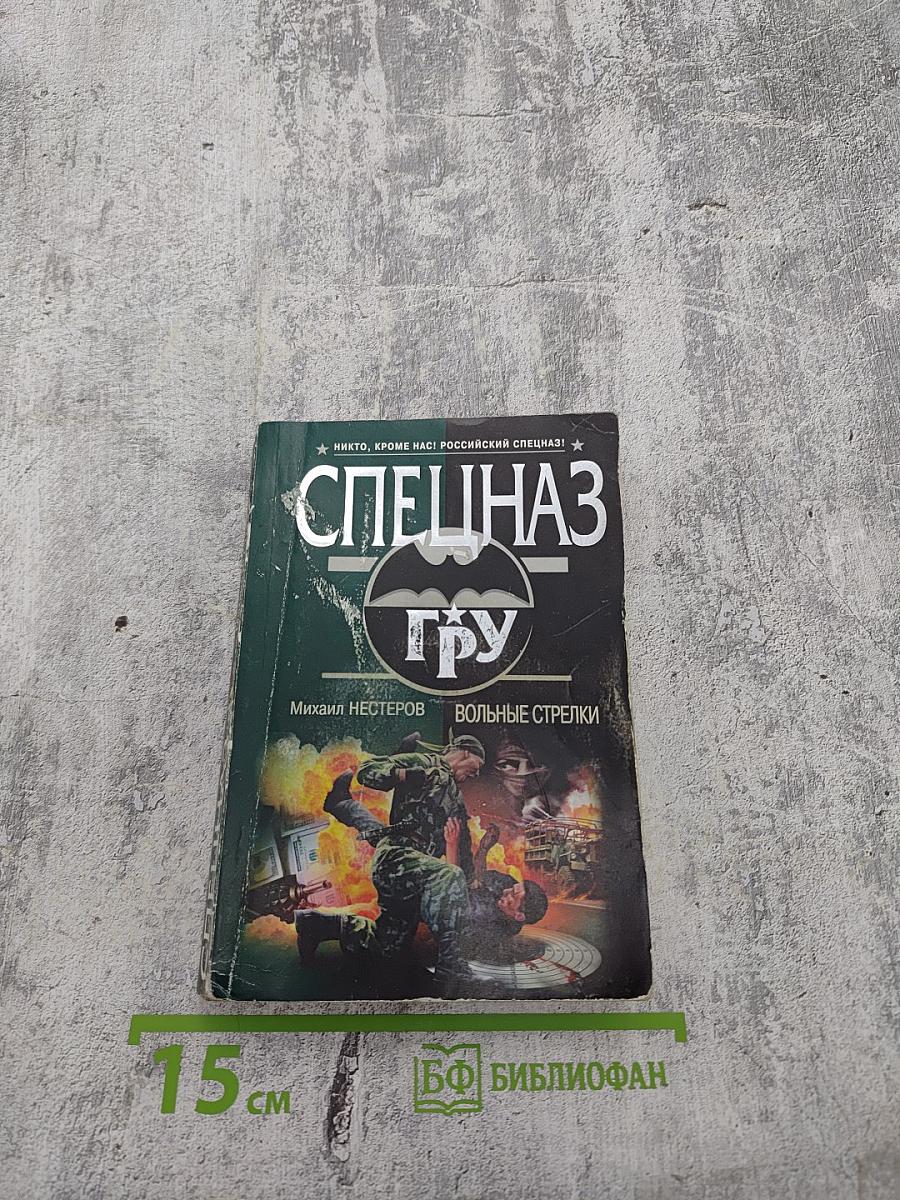 НИКТО, КРОМЕ НАС! РОССИЙСКИЙ СПЕЦНАЗ!
СПЕЦНАЗ
ГРУ
Михаил НЕСТЕРОВ
ВОЛЬНЫЕ СТРЕЛКИ
15 см
БФ БИБЛИОФАН